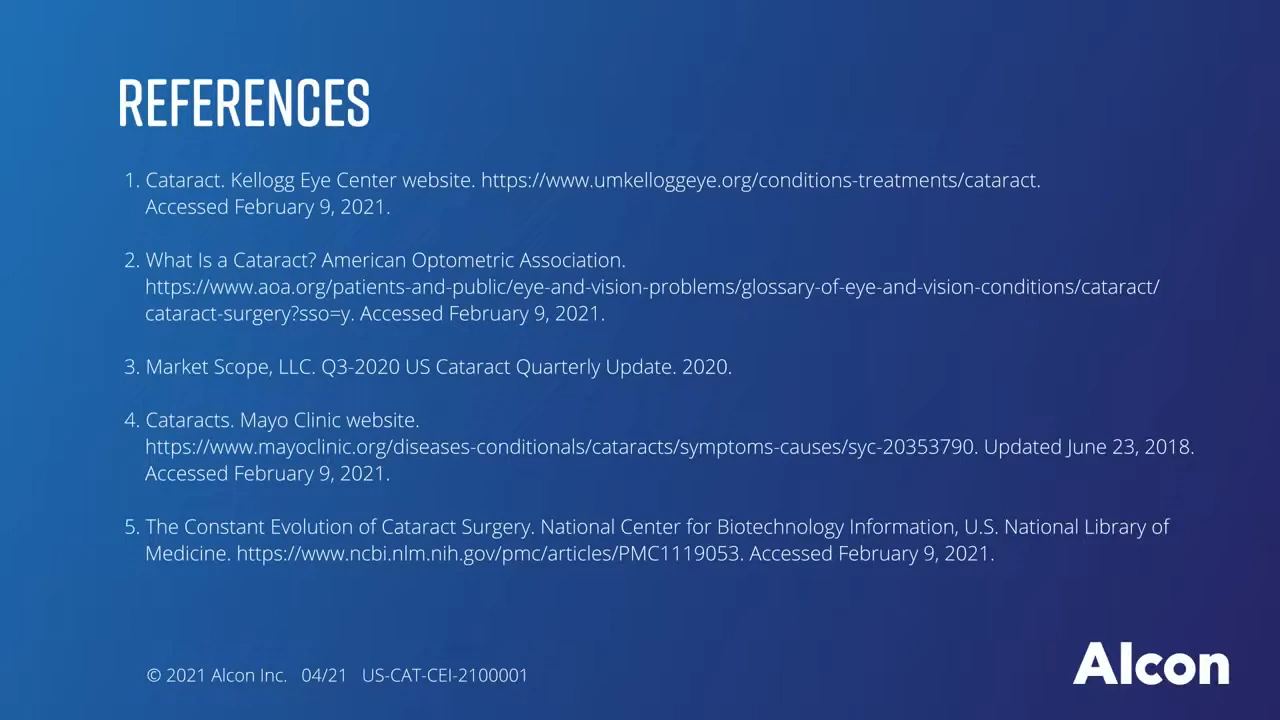 REFERENCES
1. Cataract. Kellogg Eye Center website. https://www.umkelloggeye.org/conditions-treatments/cataract.
Accessed February 9, 2021.
2. What Is a Cataract? American Optometric Association.
https://www.aoa.org/patients-and-public/eye-and-vision-problems/glossary-of-eye-and-vision-conditions/cataract/
cataract-surgery?sso=y. Accessed February 9, 2021.
3. Market Scope, LLC. Q3-2020 US Cataract Quarterly Update. 2020.
4. Cataracts. Mayo Clinic website.
https://www.mayoclinic.org/diseases-conditionals/cataracts/symptoms-causes/syc-20353790. Updated June 23, 2018.
Accessed February 9, 2021.
5. The Constant Evolution of Cataract Surgery. National Center for Biotechnology Information, U.S. National Library of
Medicine. https://www.ncbi.nlm.nih.gov/pmc/articles/PMC1119053. Accessed February 9, 2021.
© 2021 Alcon Inc. 04/21 US-CAT-CEI-2100001
Alcon